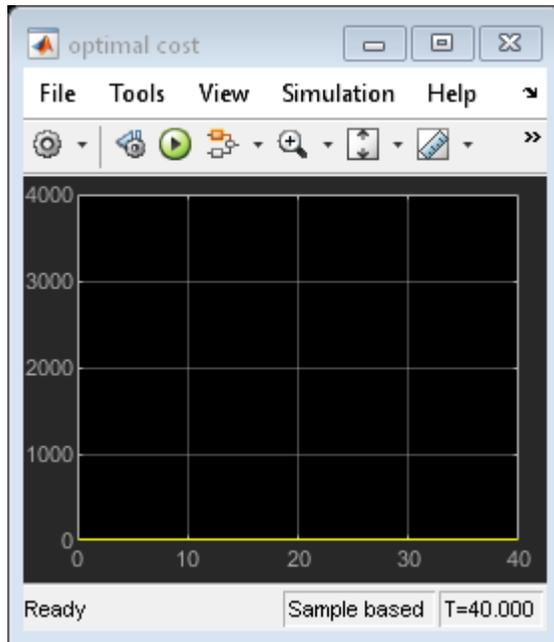 optimal cost
File Tools View Simulation Help
4000
3000
2000
1000
0
0 10 20 30 40
Ready Sample based T=40.000